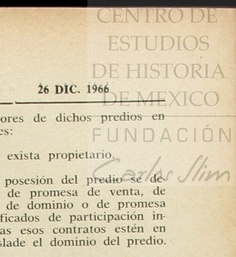 CENTRO DE
ESTUDIOS
DE HISTORIA
DE MEXICO
FUNDACIÓN
Carlos Slim
26 DIC. 1966
ores de dichos predios en
es:
exista propietario.
posesión del predio se de-
de promesa de venta, de
de dominio o de promesa
ficados de participación in-
as esos contratos estén en
slade el dominio del predio.